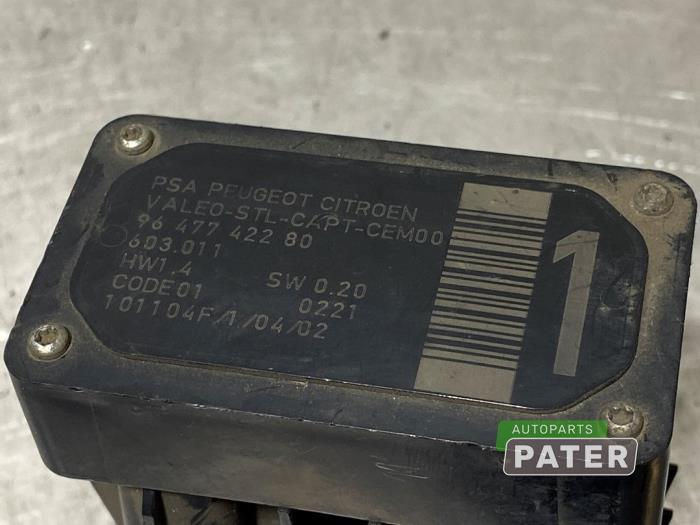 PSA PEUGEOT CITROEN
VALEO-STL-CAPT-CEM00
96 477 422 80
603.011
HW1.4 SW 0.20
CODE01 0221
101104F/1/04/02
1
AUTOPARTS
PATER